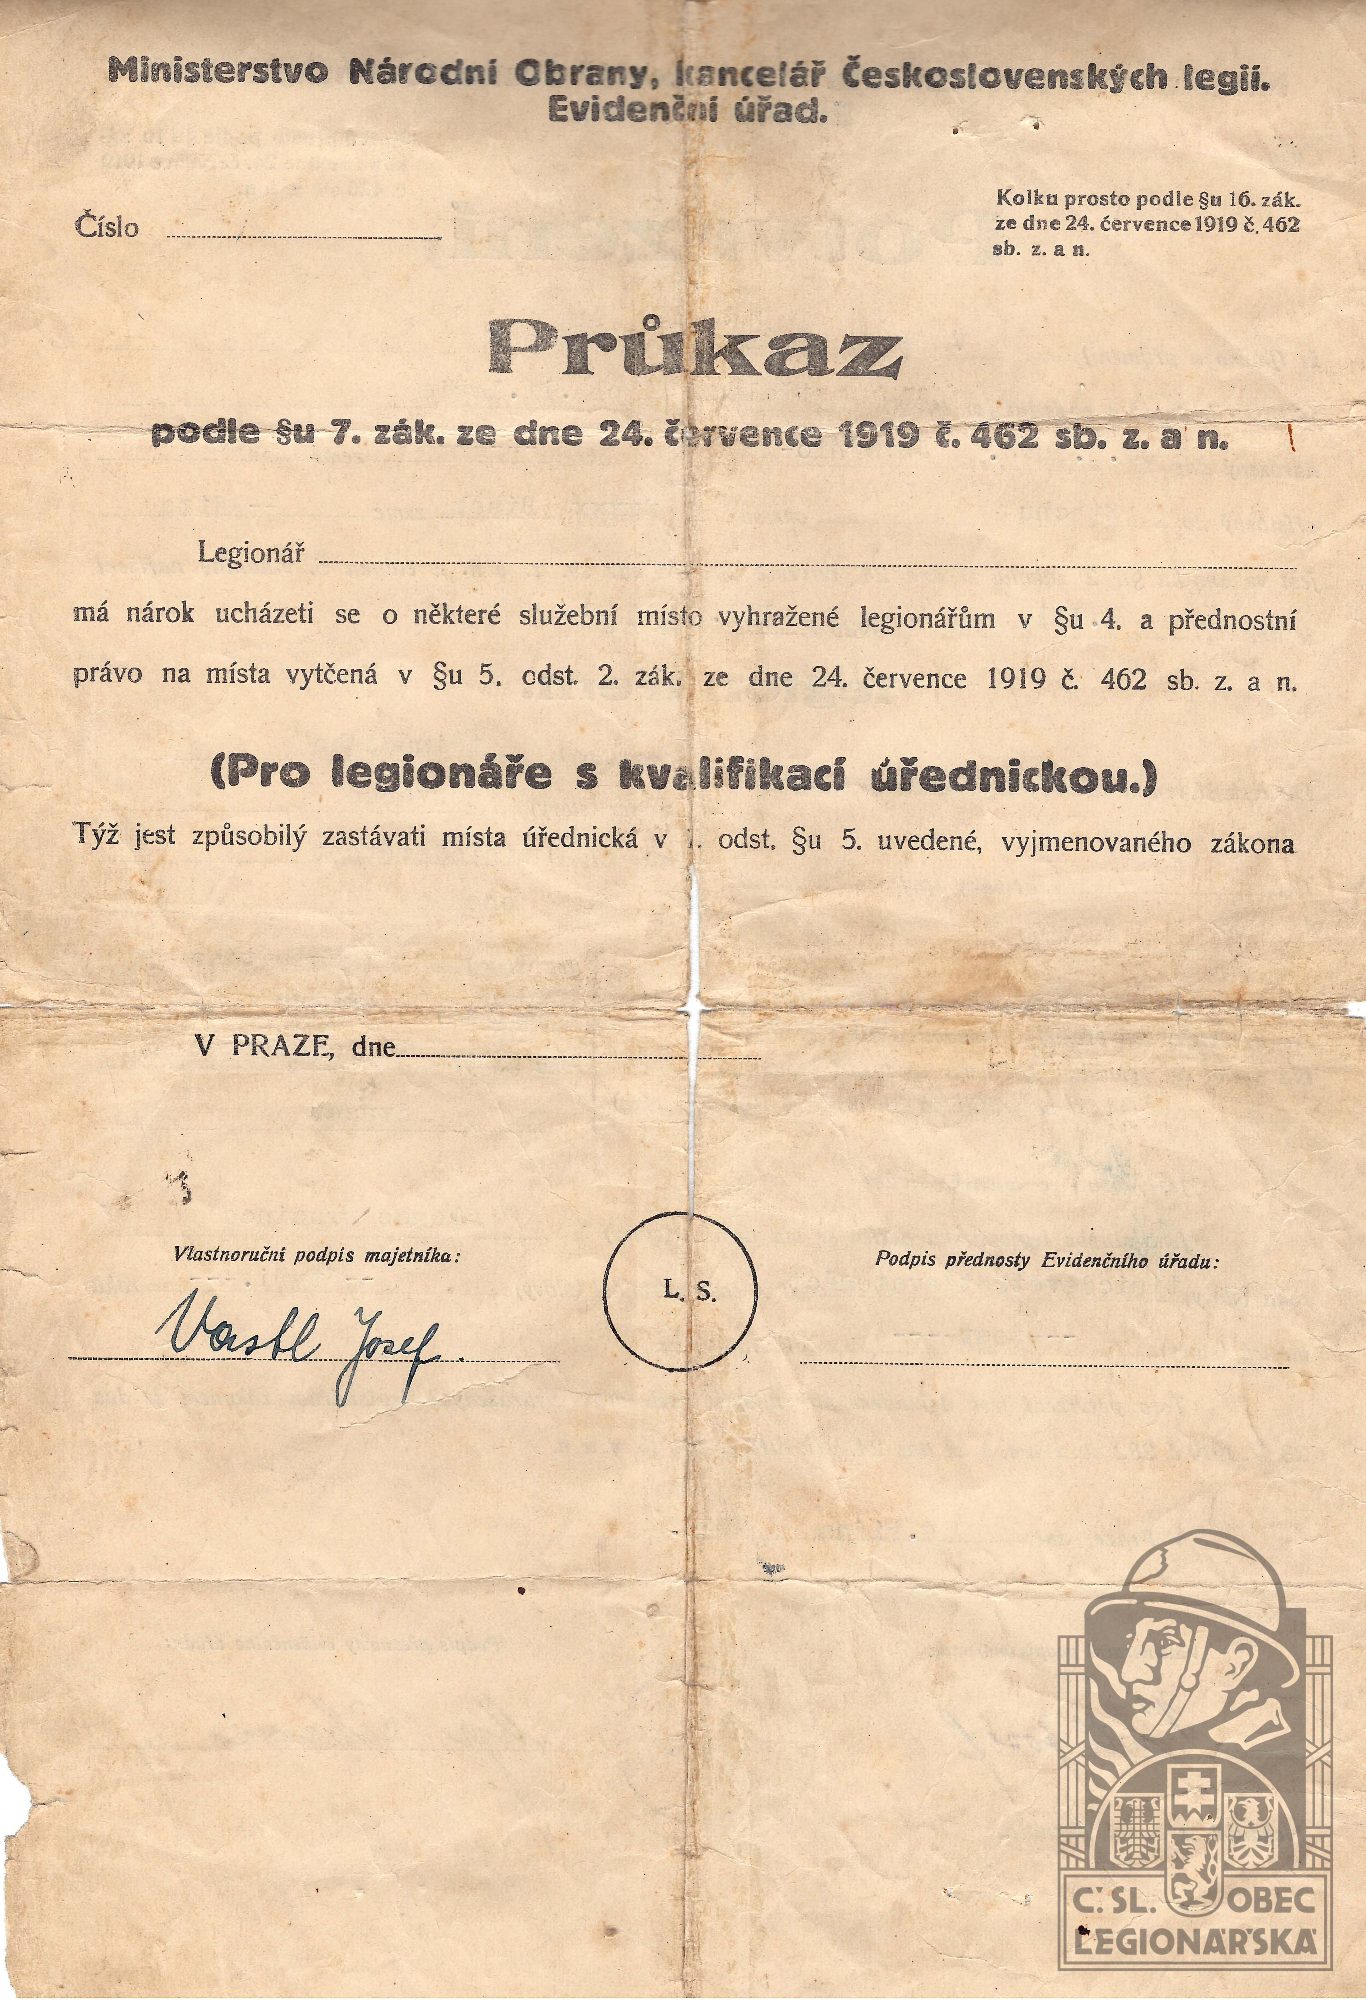 Ministerstvo Národní Obrany, kancelář Československých legií.
Evidenční úřad.
Číslo
Kolku prosto podle §u 16. zák.
ze dne 24. července 1919 č. 462
sb. z. a n.
Průkaz
podle §u 7. zák. ze dne 24. července 1919 č. 462 sb. z. a n.
Legionář
má nárok ucházeti se o některé služební místo vyhražené legionářům v §u 4. a přednostní
právo na místa vytčená v §u 5. odst. 2. zák. ze dne 24. července 1919 č. 462 sb. z. a n.
(Pro legionáře s kvalifikací úřednickou.)
Týž jest způsobilý zastávati místa úřednická v odst. §u 5. uvedené, vyjmenovaného zákona
V PRAZE, dne
Vlastnoruční podpis majetníka:
L. S.
Podpis přednosty Evidenčního úřadu:
Vastl Josef.
Č. SL. OBEC
LEGIONÁŘSKÁ